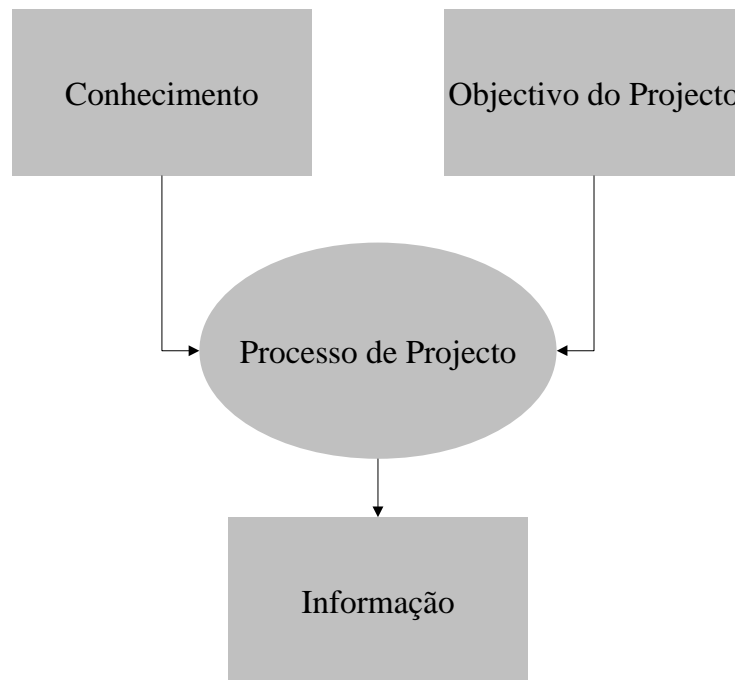 Conhecimento
Objectivo do Projecto
Processo de Projecto
Informação